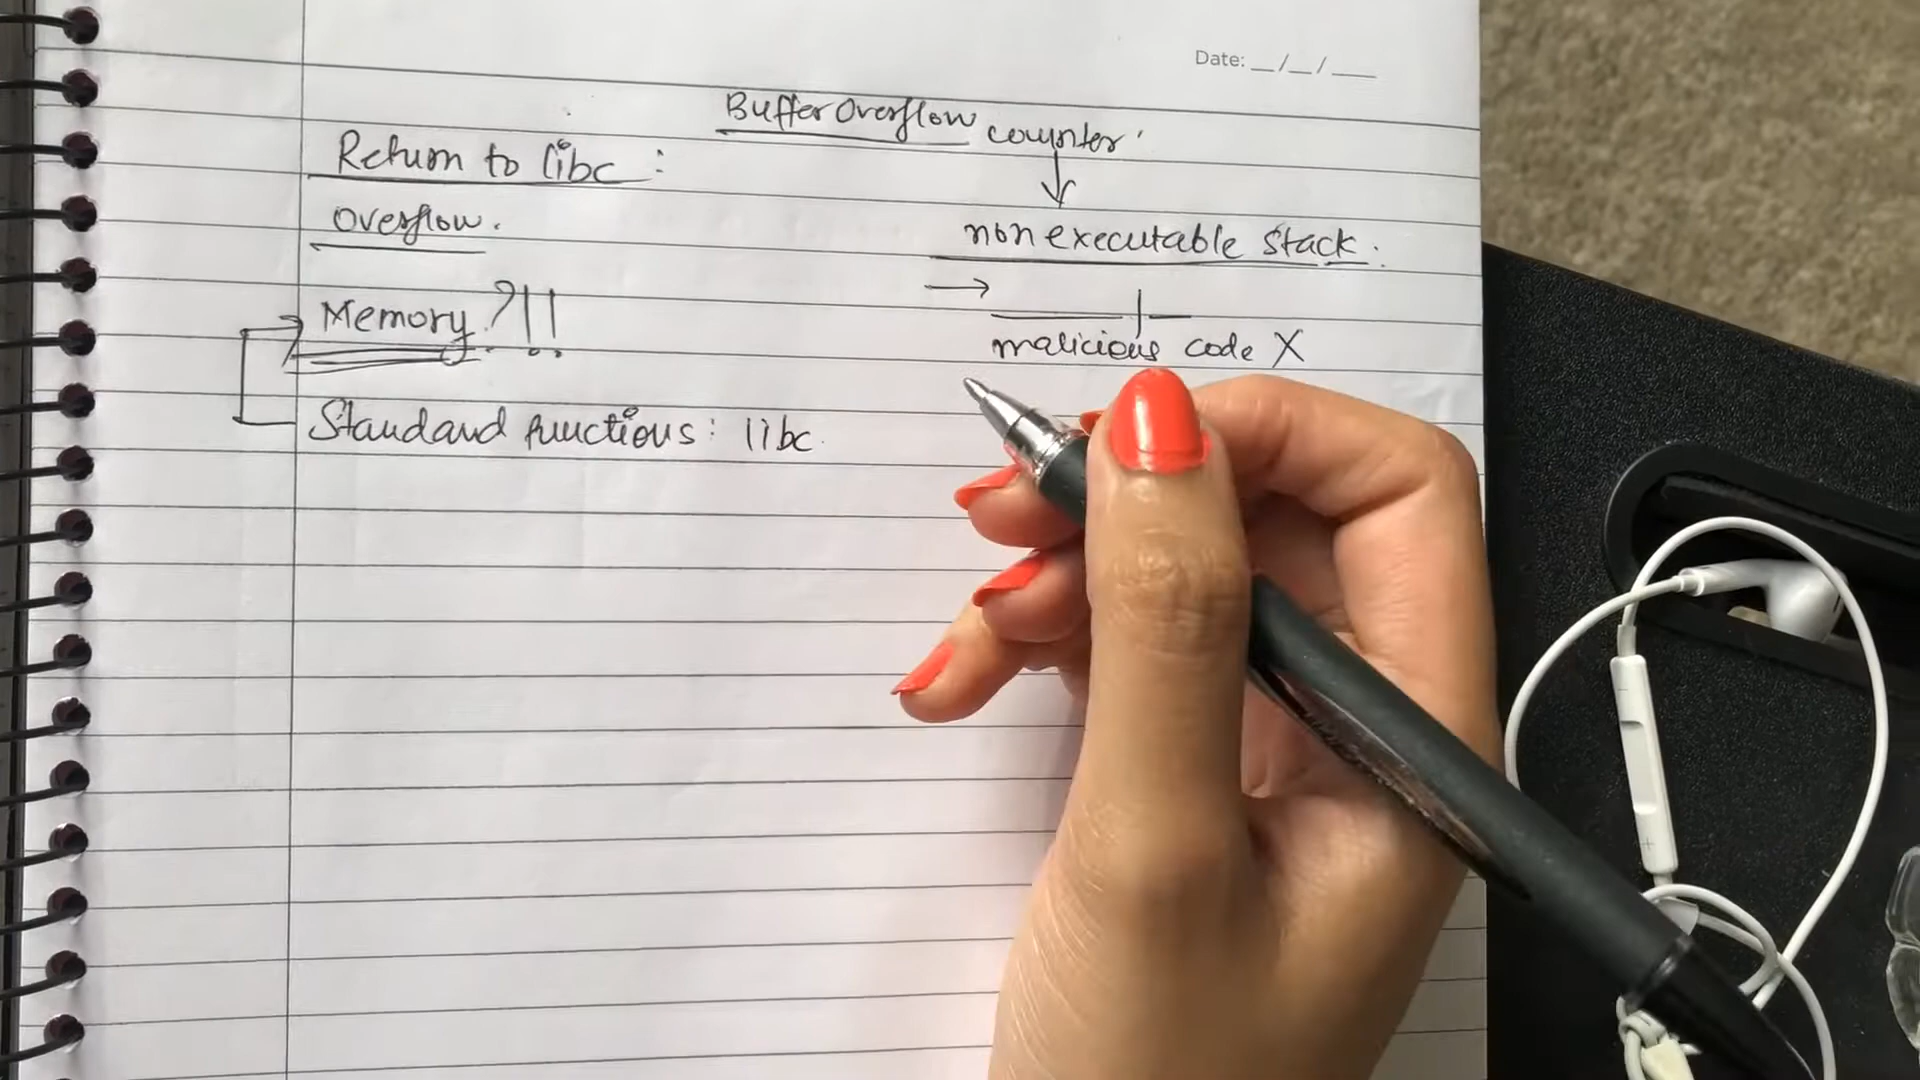 Date: __/__/___
Buffer Overflow counter.
Return to libc:
overflow.
non executable stack.
→
Memory ?!!
malicious code X
Standard functions: libc.